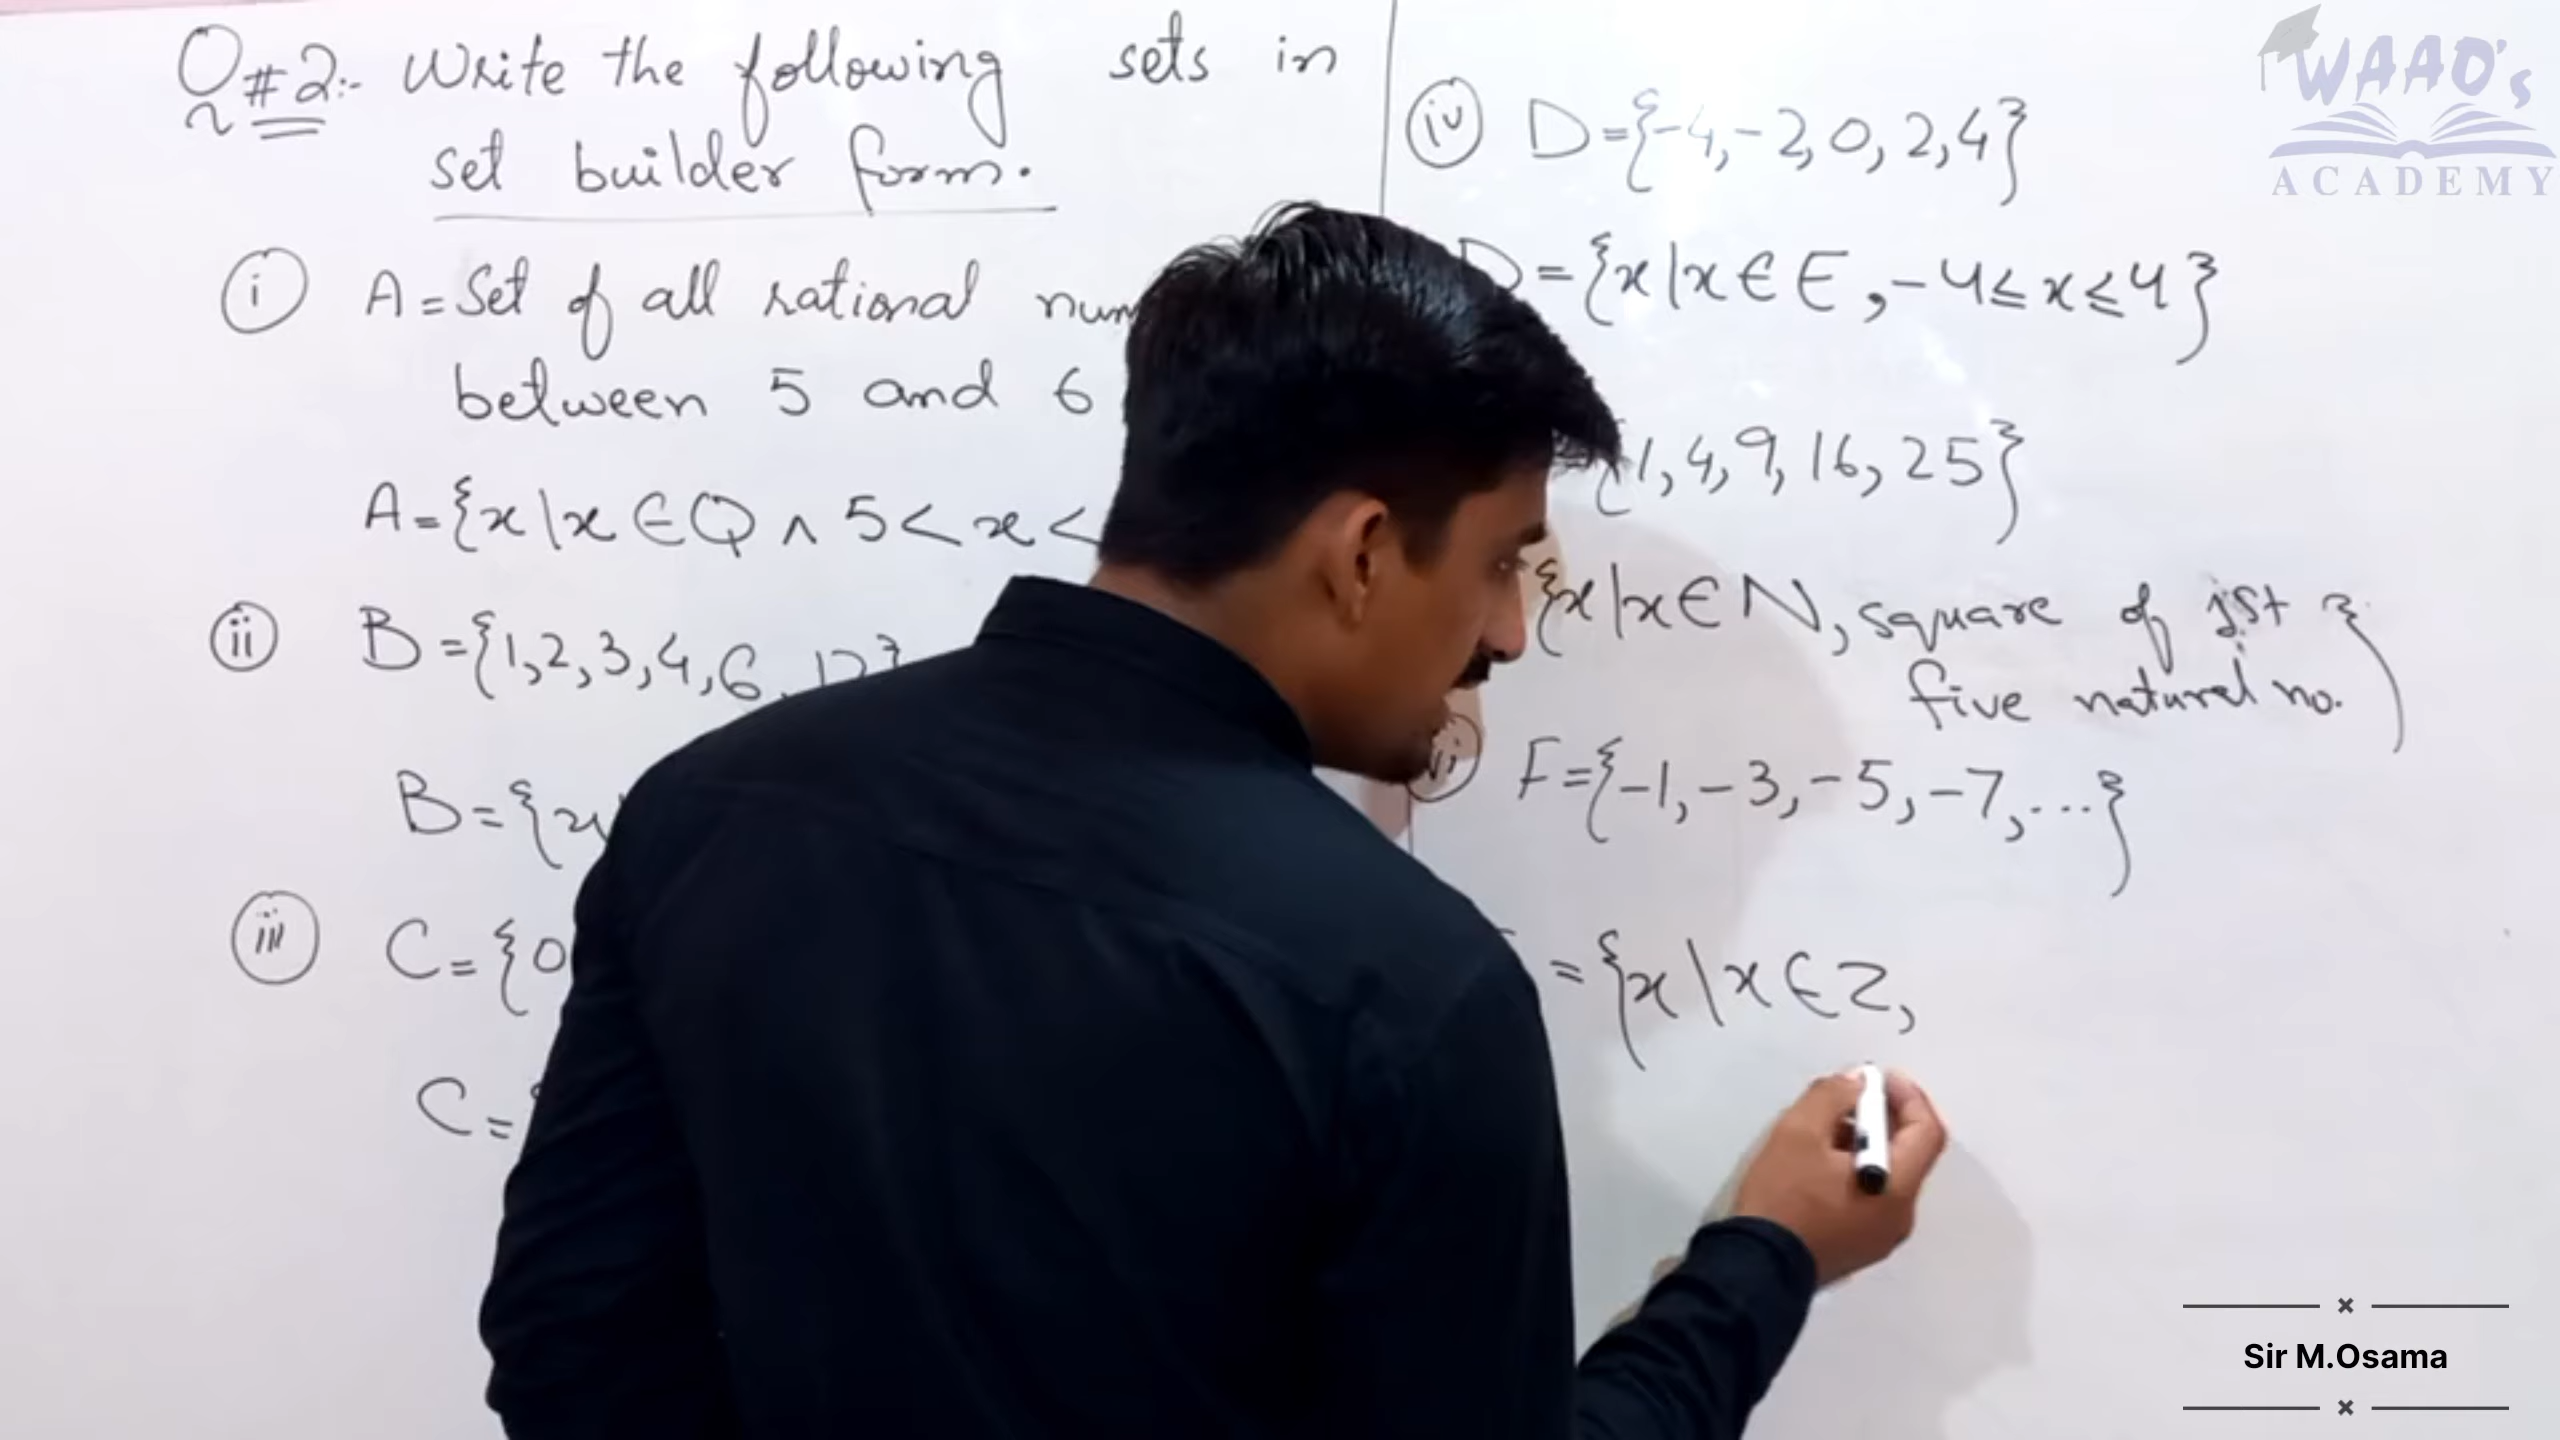 Q#2:- Write the following sets in
set builder form.
i A = Set of all rational
between 5 and 6
A = {x | x ∈ Q ∧ 5 < x <
ii B = {1, 2, 3, 4, 6, 12}
B = {x
iii C = {0
C =
iv D = {-4, -2, 0, 2, 4}
D = {x | x ∈ E, -4 ≤ x ≤ 4}
{1, 4, 9, 16, 25}
{x | x ∈ N, square of 1st }
five natural no.
vi F = {-1, -3, -5, -7, ...}
= {x | x ∈ Z,
WAAO's
ACADEMY
Sir M.Osama